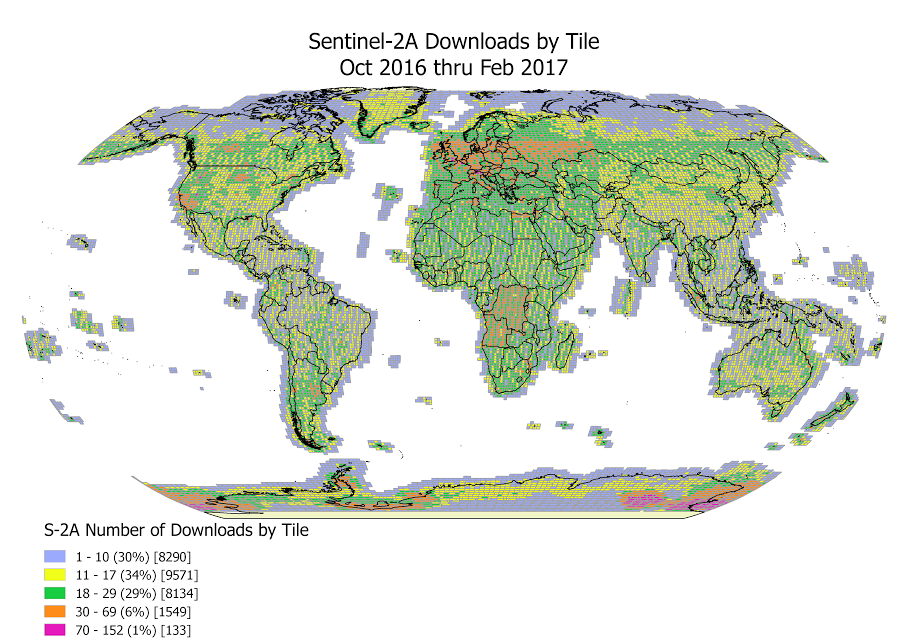 Sentinel-2A Downloads by Tile
Oct 2016 thru Feb 2017
S-2A Number of Downloads by Tile
1 - 10 (30%) [8290]
11 - 17 (34%) [9571]
18 - 29 (29%) [8134]
30 - 69 (6%) [1549]
70 - 152 (1%) [133]